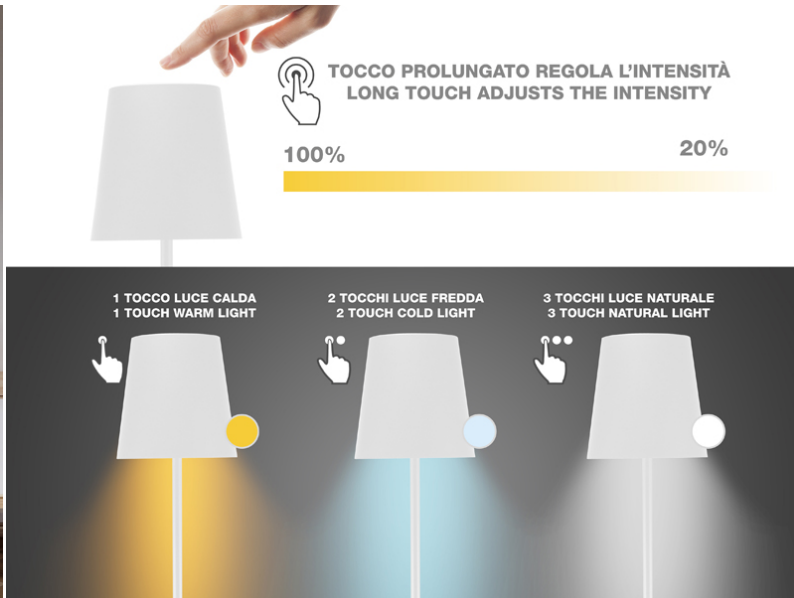 TOCCO PROLUNGATO REGOLA L'INTENSITÀ
LONG TOUCH ADJUSTS THE INTENSITY
100%
20%
1 TOCCO LUCE CALDA
1 TOUCH WARM LIGHT
2 TOCCHI LUCE FREDDA
2 TOUCH COLD LIGHT
3 TOCCHI LUCE NATURALE
3 TOUCH NATURAL LIGHT